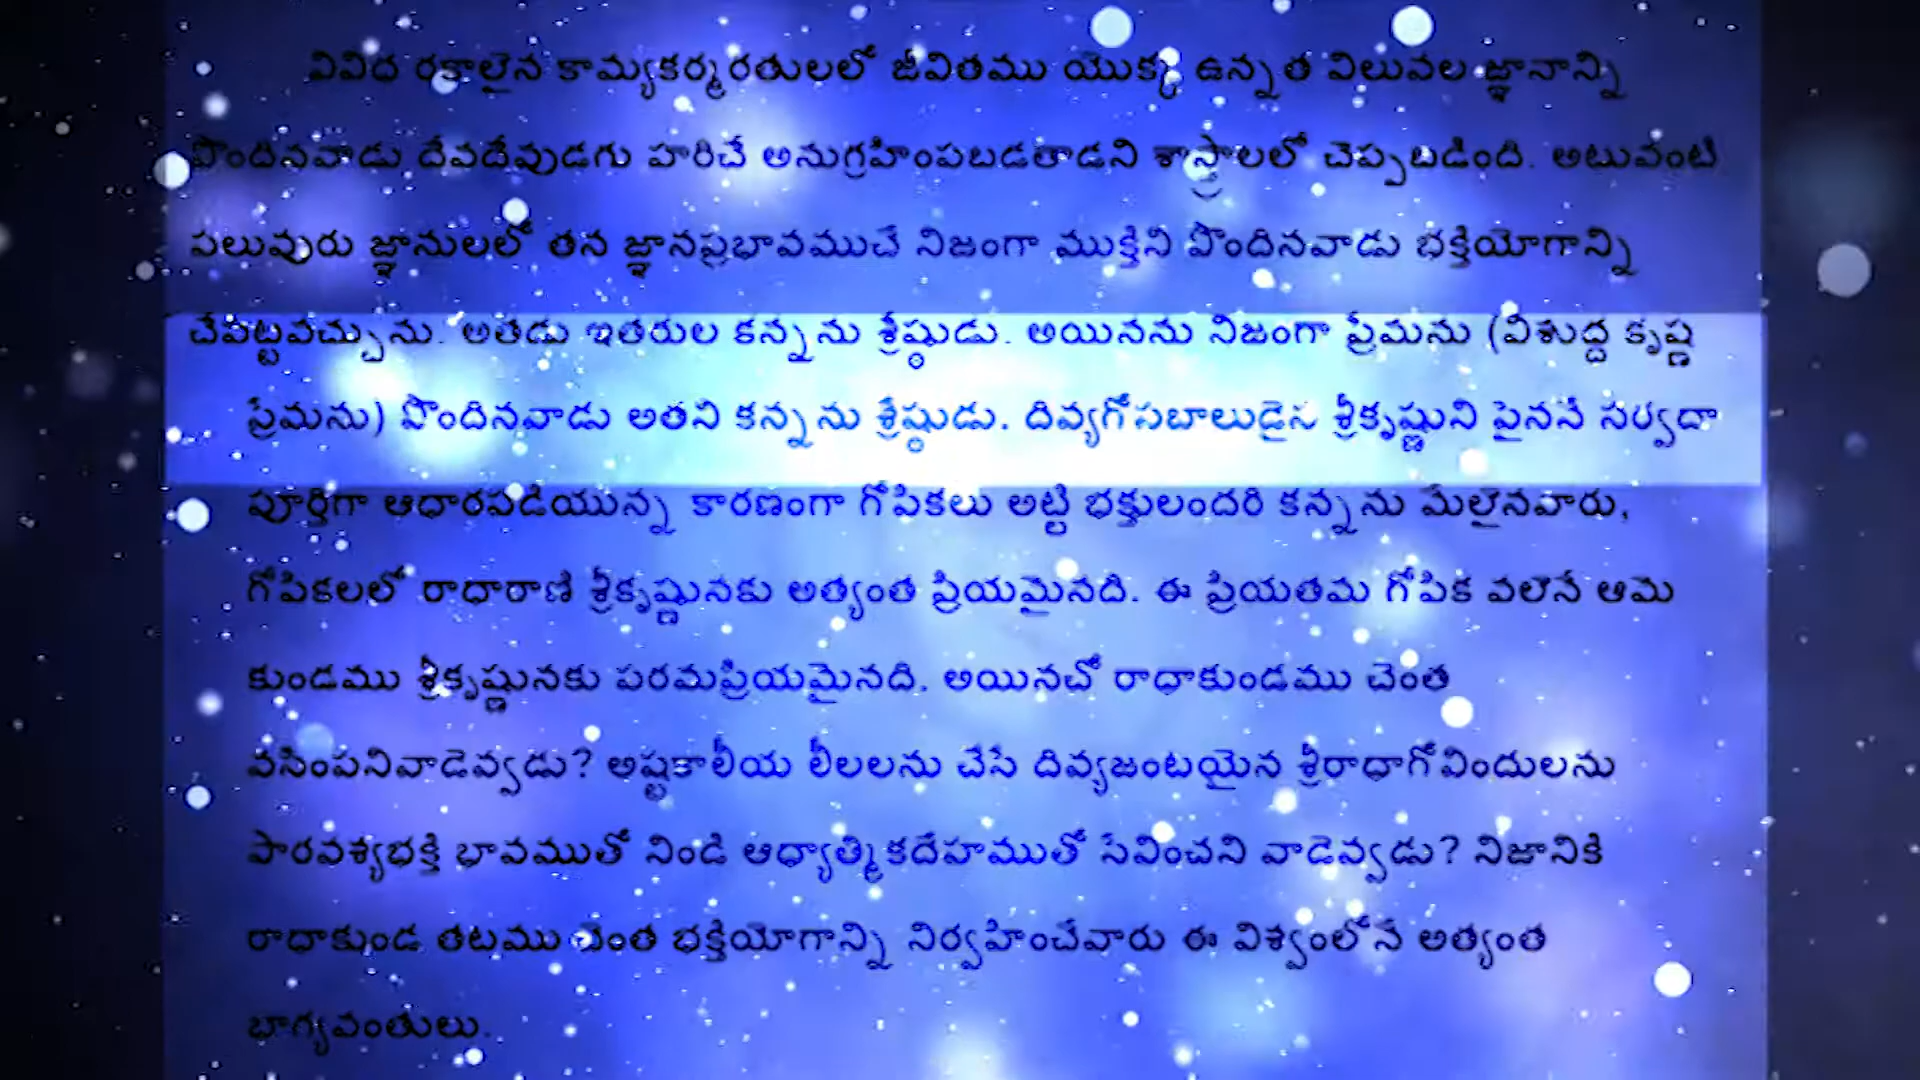 వివిధ రకాలైన కామ్యకర్మరతులలో జీవితము యొక్క ఉన్నత విలువల జ్ఞానాన్ని
పొందినవాడు దేవదేవుడగు హరిచే అనుగ్రహింపబడతాడని శాస్త్రాలలో చెప్పబడింది. అటువంటి
పలువురు జ్ఞానులలో తన జ్ఞానప్రభావముచే నిజంగా ముక్తిని పొందినవాడు భక్తియోగాన్ని
చేపట్టవచ్చును. అతడు ఇతరుల కన్నను శ్రేష్ఠుడు. అయినను నిజంగా ప్రేమను (విశుద్ధ కృష్ణ
ప్రేమను) పొందినవాడు అతని కన్నను శ్రేష్ఠుడు. దివ్యగోపబాలుడైన శ్రీకృష్ణుని పైననే సర్వదా
పూర్తిగా ఆధారపడియున్న కారణంగా గోపికలు అట్టి భక్తులందరి కన్నను మేలైనవారు,
గోపికలలో రాధారాణి శ్రీకృష్ణునకు అత్యంత ప్రియమైనది. ఈ ప్రియతమ గోపిక వలెనే ఆమె
కుండము శ్రీకృష్ణునకు పరమప్రియమైనది. అయినచో రాధాకుండము చెంత
వసింపనివాడెవ్వడు? అష్టకాలీయ లీలలను చేసే దివ్యజంటయైన శ్రీరాధాగోవిందులను
పారవశ్యభక్తి భావముతో నిండి ఆధ్యాత్మికదేహముతో సేవించని వాడెవ్వడు? నిజానికి
రాధాకుండ తటము చెంత భక్తియోగాన్ని నిర్వహించేవారు ఈ విశ్వంలోనే అత్యంత
భాగ్యవంతులు.